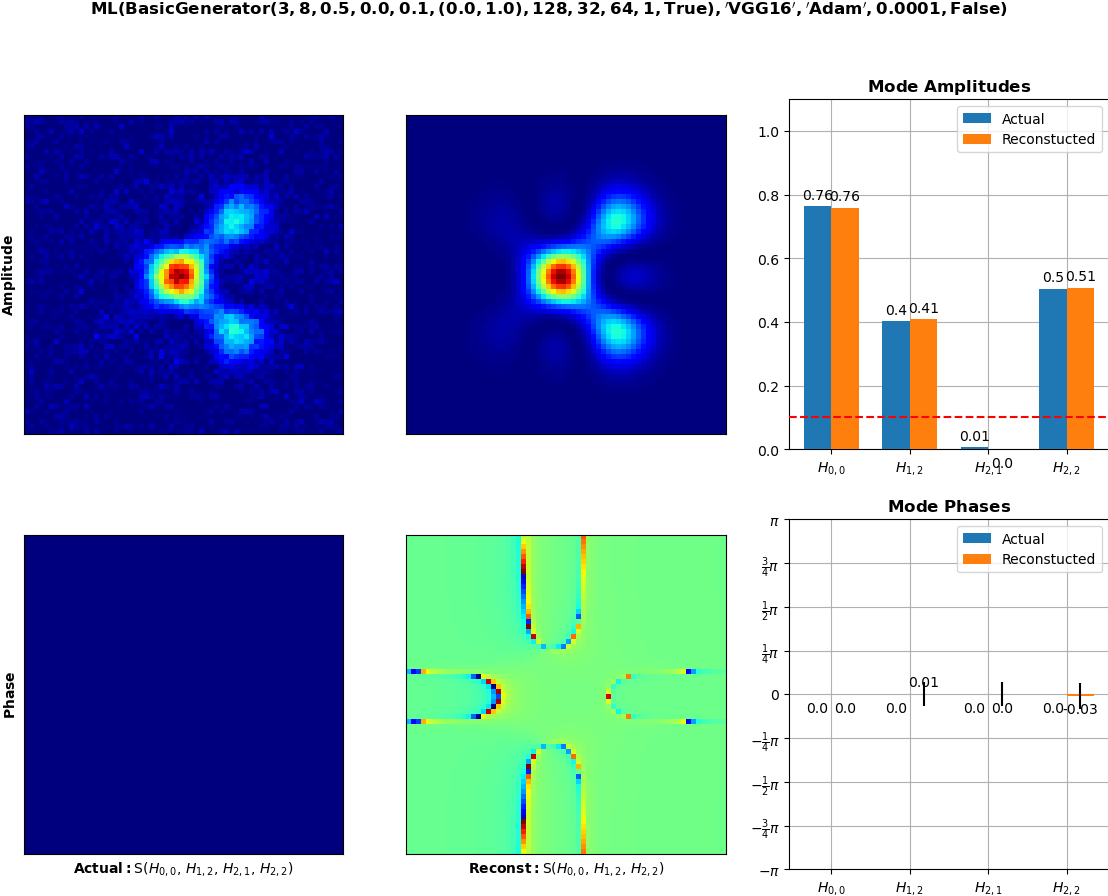 ML(BasicGenerator(3, 8, 0.5, 0.0, 0.1, (0.0, 1.0), 128, 32, 64, 1, True), ′VGG16′, ′Adam′, 0.0001, False)
Amplitude
Mode Amplitudes
Actual
Reconstucted
1.0
0.8
0.6
0.4
0.2
0.0
0.76
0.76
0.4
0.41
0.01
0.0
0.5
0.51
H0,0
H1,2
H2,1
H2,2
Phase
Actual: S(H0,0, H1,2, H2,1, H2,2)
Reconst: S(H0,0, H1,2, H2,2)
Mode Phases
Actual
Reconstucted
π
3/4π
1/2π
1/4π
0
−1/4π
−1/2π
−3/4π
−π
0.0
0.0
0.0
0.01
0.0
0.0
0.0
-0.03
H0,0
H1,2
H2,1
H2,2